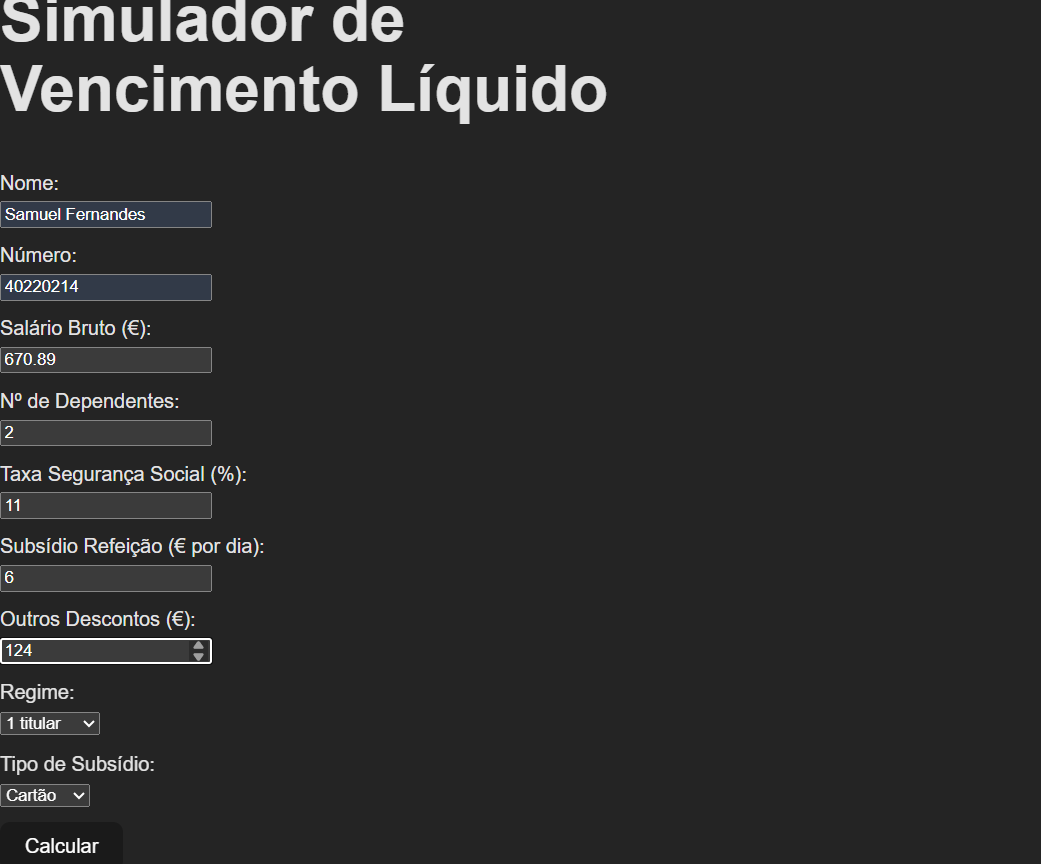 Simulador de
Vencimento Líquido
Nome:
Samuel Fernandes
Número:
40220214
Salário Bruto (€):
670.89
Nº de Dependentes:
2
Taxa Segurança Social (%):
11
Subsídio Refeição (€ por dia):
6
Outros Descontos (€):
124
Regime:
1 titular
Tipo de Subsídio:
Cartão
Calcular